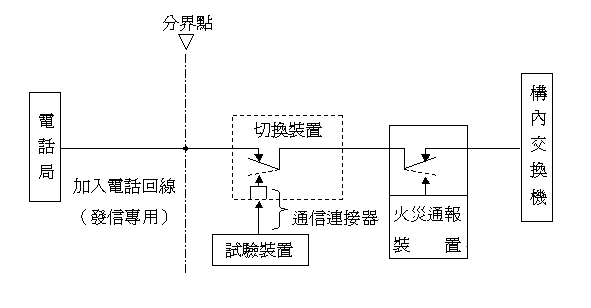 分界點
電話局
加入電話回線
（發信專用）
切換裝置
通信連接器
試驗裝置
火災通報
裝置
構內交換機